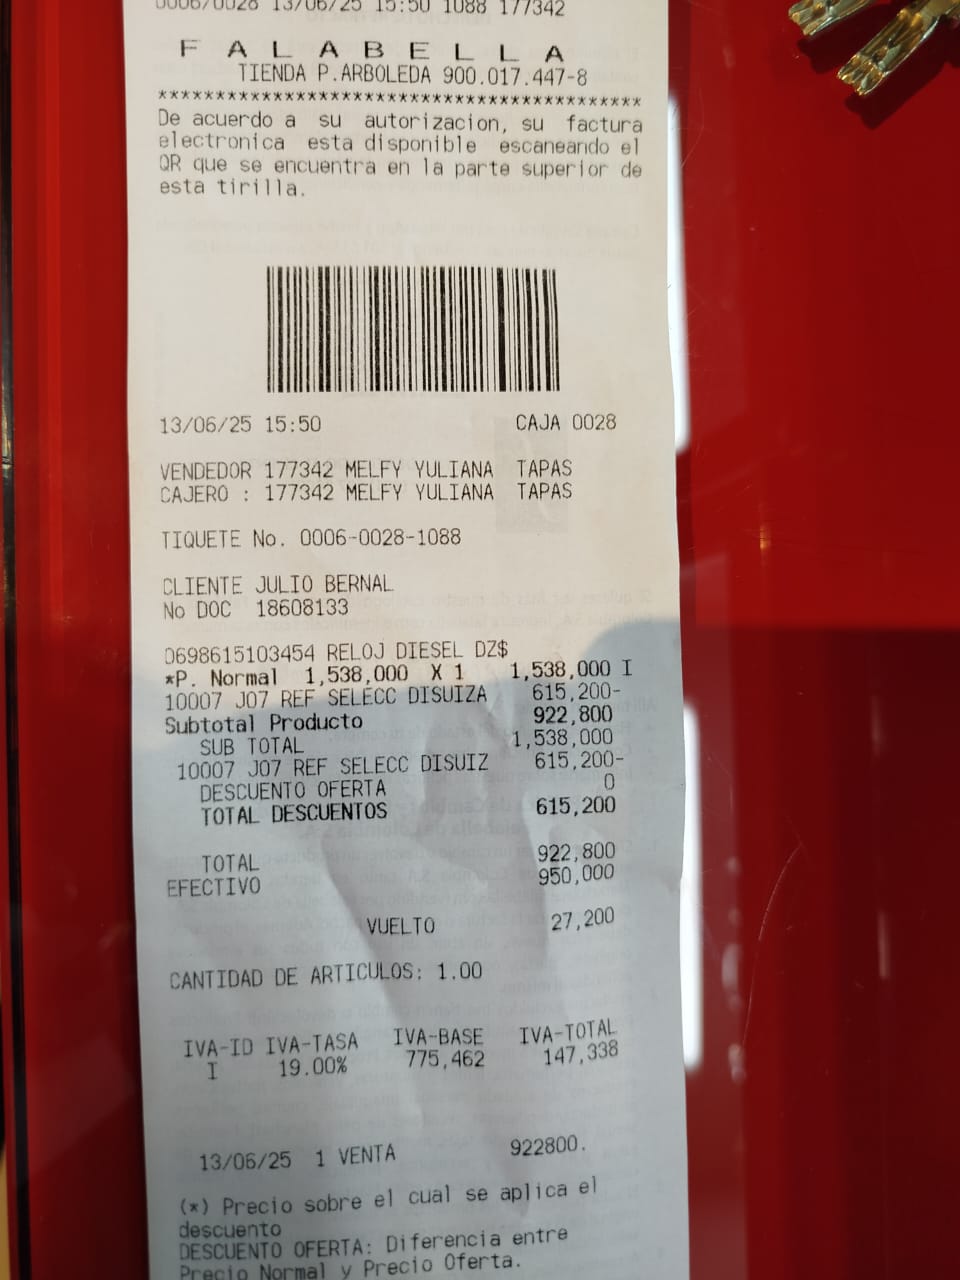 0006/0028 13/06/25 15:50 1088 177342
F A L A B E L L A
TIENDA P.ARBOLEDA 900.017.447-8
******************************************
De acuerdo a su autorizacion, su factura
electronica esta disponible escaneando el
QR que se encuentra en la parte superior de
esta tirilla.
13/06/25 15:50 CAJA 0028
VENDEDOR 177342 MELFY YULIANA TAPAS
CAJERO : 177342 MELFY YULIANA TAPAS
TIQUETE No. 0006-0028-1088
CLIENTE JULIO BERNAL
No DOC 18608133
0698615103454 RELOJ DIESEL DZ$
*P. Normal 1,538,000 X 1 1,538,000 I
10007 J07 REF SELECC DISUIZA 615,200-
Subtotal Producto 922,800
SUB TOTAL 1,538,000
10007 J07 REF SELECC DISUIZ 615,200-
DESCUENTO OFERTA 0
TOTAL DESCUENTOS 615,200
TOTAL 922,800
EFECTIVO 950,000
VUELTO 27,200
CANTIDAD DE ARTICULOS: 1.00
IVA-ID IVA-TASA IVA-BASE IVA-TOTAL
I 19.00% 775,462 147,338
13/06/25 1 VENTA 922800.
(*) Precio sobre el cual se aplica el
descuento
DESCUENTO OFERTA: Diferencia entre
Precio Normal y Precio Oferta.